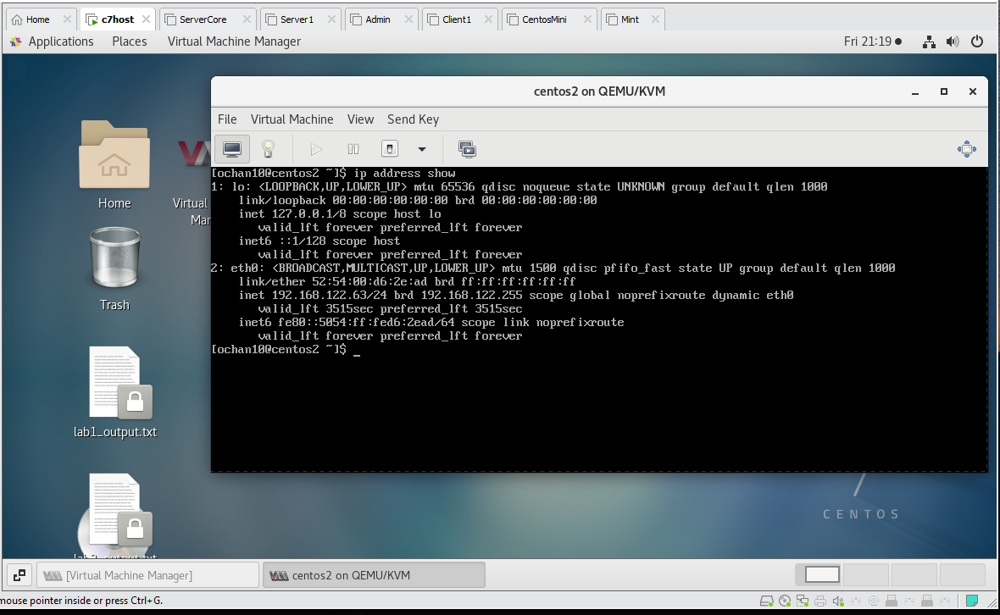 Home c7host ServerCore Server1 Admin Client1 CentosMini Mint
Applications Places Virtual Machine Manager Fri 21:19
centos2 on QEMU/KVM
File Virtual Machine View Send Key
[ochan10@centos2 ~]$ ip address show
1: lo: <LOOPBACK,UP,LOWER_UP> mtu 65536 qdisc noqueue state UNKNOWN group default qlen 1000
link/loopback 00:00:00:00:00:00 brd 00:00:00:00:00:00
inet 127.0.0.1/8 scope host lo
valid_lft forever preferred_lft forever
inet6 ::1/128 scope host
valid_lft forever preferred_lft forever
2: eth0: <BROADCAST,MULTICAST,UP,LOWER_UP> mtu 1500 qdisc pfifo_fast state UP group default qlen 1000
link/ether 52:54:00:d6:2e:ad brd ff:ff:ff:ff:ff:ff
inet 192.168.122.63/24 brd 192.168.122.255 scope global noprefixroute dynamic eth0
valid_lft 3515sec preferred_lft 3515sec
inet6 fe80::5054:ff:fed6:2ead/64 scope link noprefixroute
valid_lft forever preferred_lft forever
[ochan10@centos2 ~]$ _
Home
Virtual
Mar
Trash
lab1_output.txt
7
CENTOS
[Virtual Machine Manager] centos2 on QEMU/KVM
mouse pointer inside or press Ctrl+G.